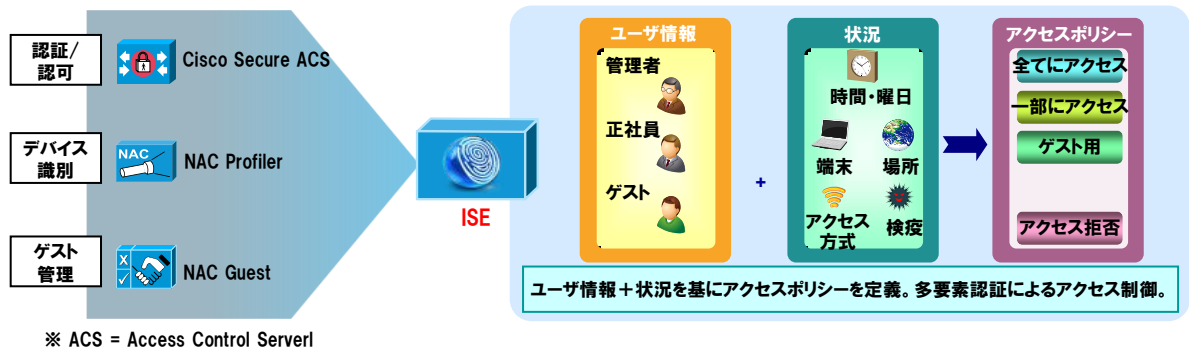 認証/
認可
Cisco Secure ACS
デバイス
識別
NAC
NAC Profiler
ゲスト
管理
NAC Guest
※ ACS = Access Control Serverl
ISE
ユーザ情報
管理者
正社員
ゲスト
+
状況
時間・曜日
端末
場所
アクセス
方式
検疫
アクセスポリシー
全てにアクセス
一部にアクセス
ゲスト用
アクセス拒否
ユーザ情報+状況を基にアクセスポリシーを定義。多要素認証によるアクセス制御。